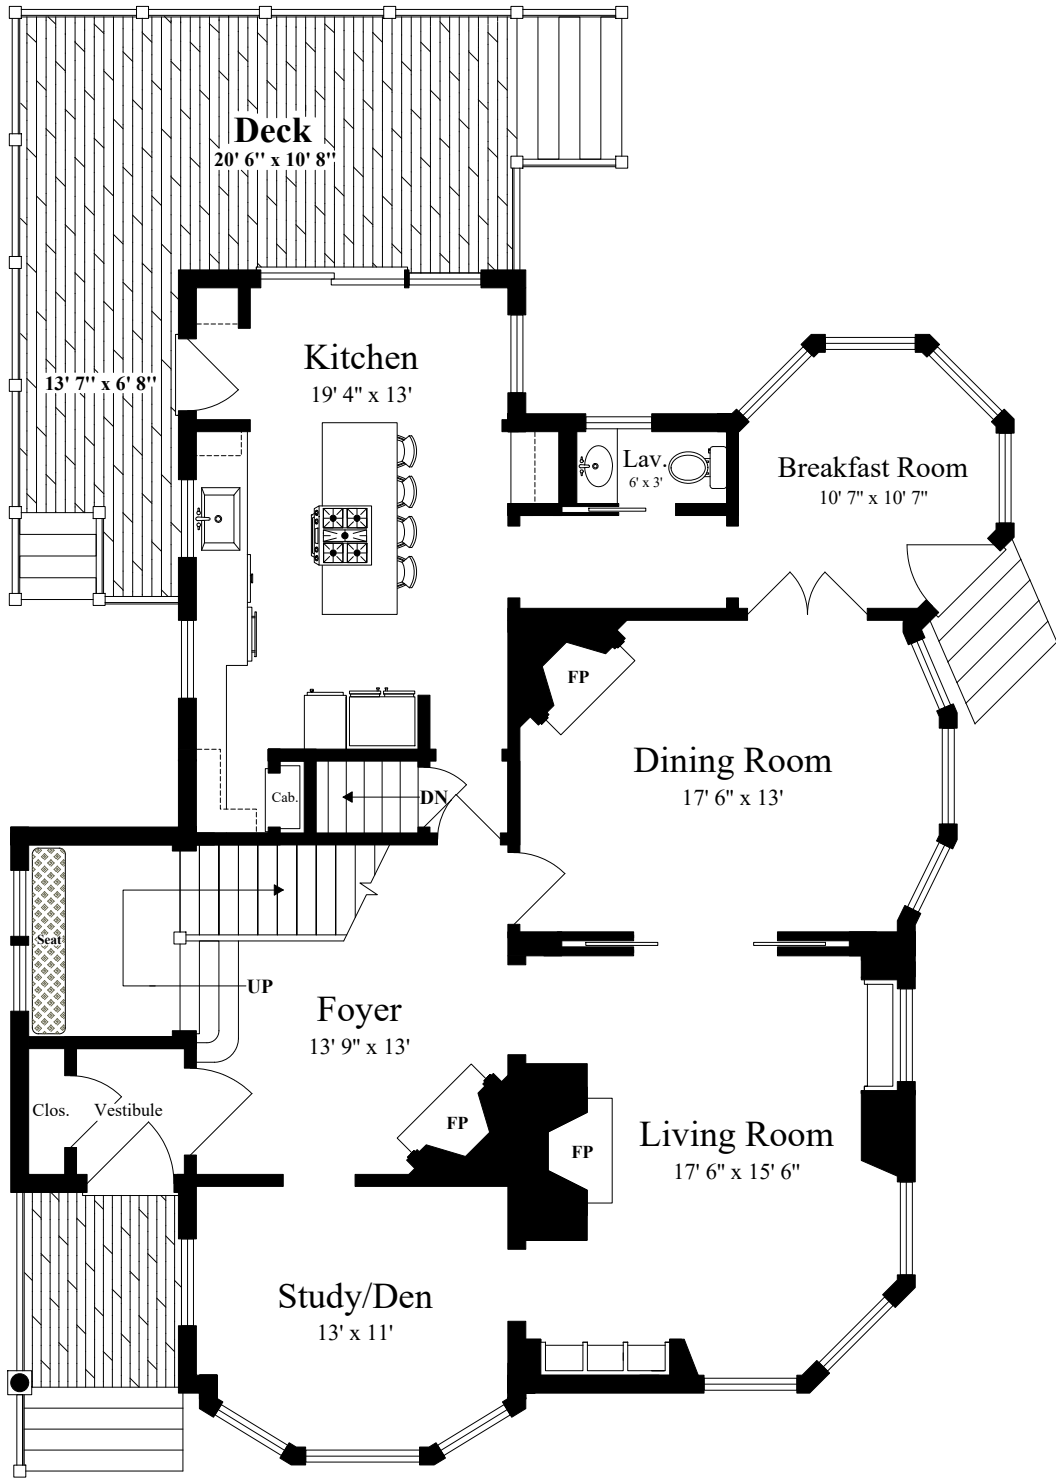 Deck
20' 6" x 10' 8"
Kitchen
19' 4" x 13'
13' 7" x 6' 8"
Lav.
6' x 3'
Breakfast Room
10' 7" x 10' 7"
FP
Dining Room
17' 6" x 13'
Cab.
DN
Seat
UP
Foyer
13' 9" x 13'
Clos.
Vestibule
FP
FP
Living Room
17' 6" x 15' 6"
Study/Den
13' x 11'